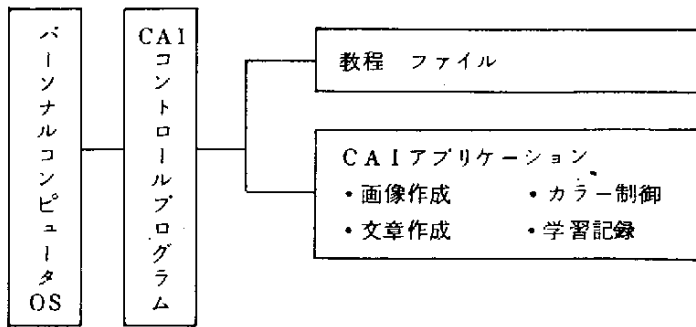 パーソナルコンピュータOS
CAIコントロールプログラム
教程 ファイル
CAIアプリケーション
・画像作成 ・カラー制御
・文章作成 ・学習記録